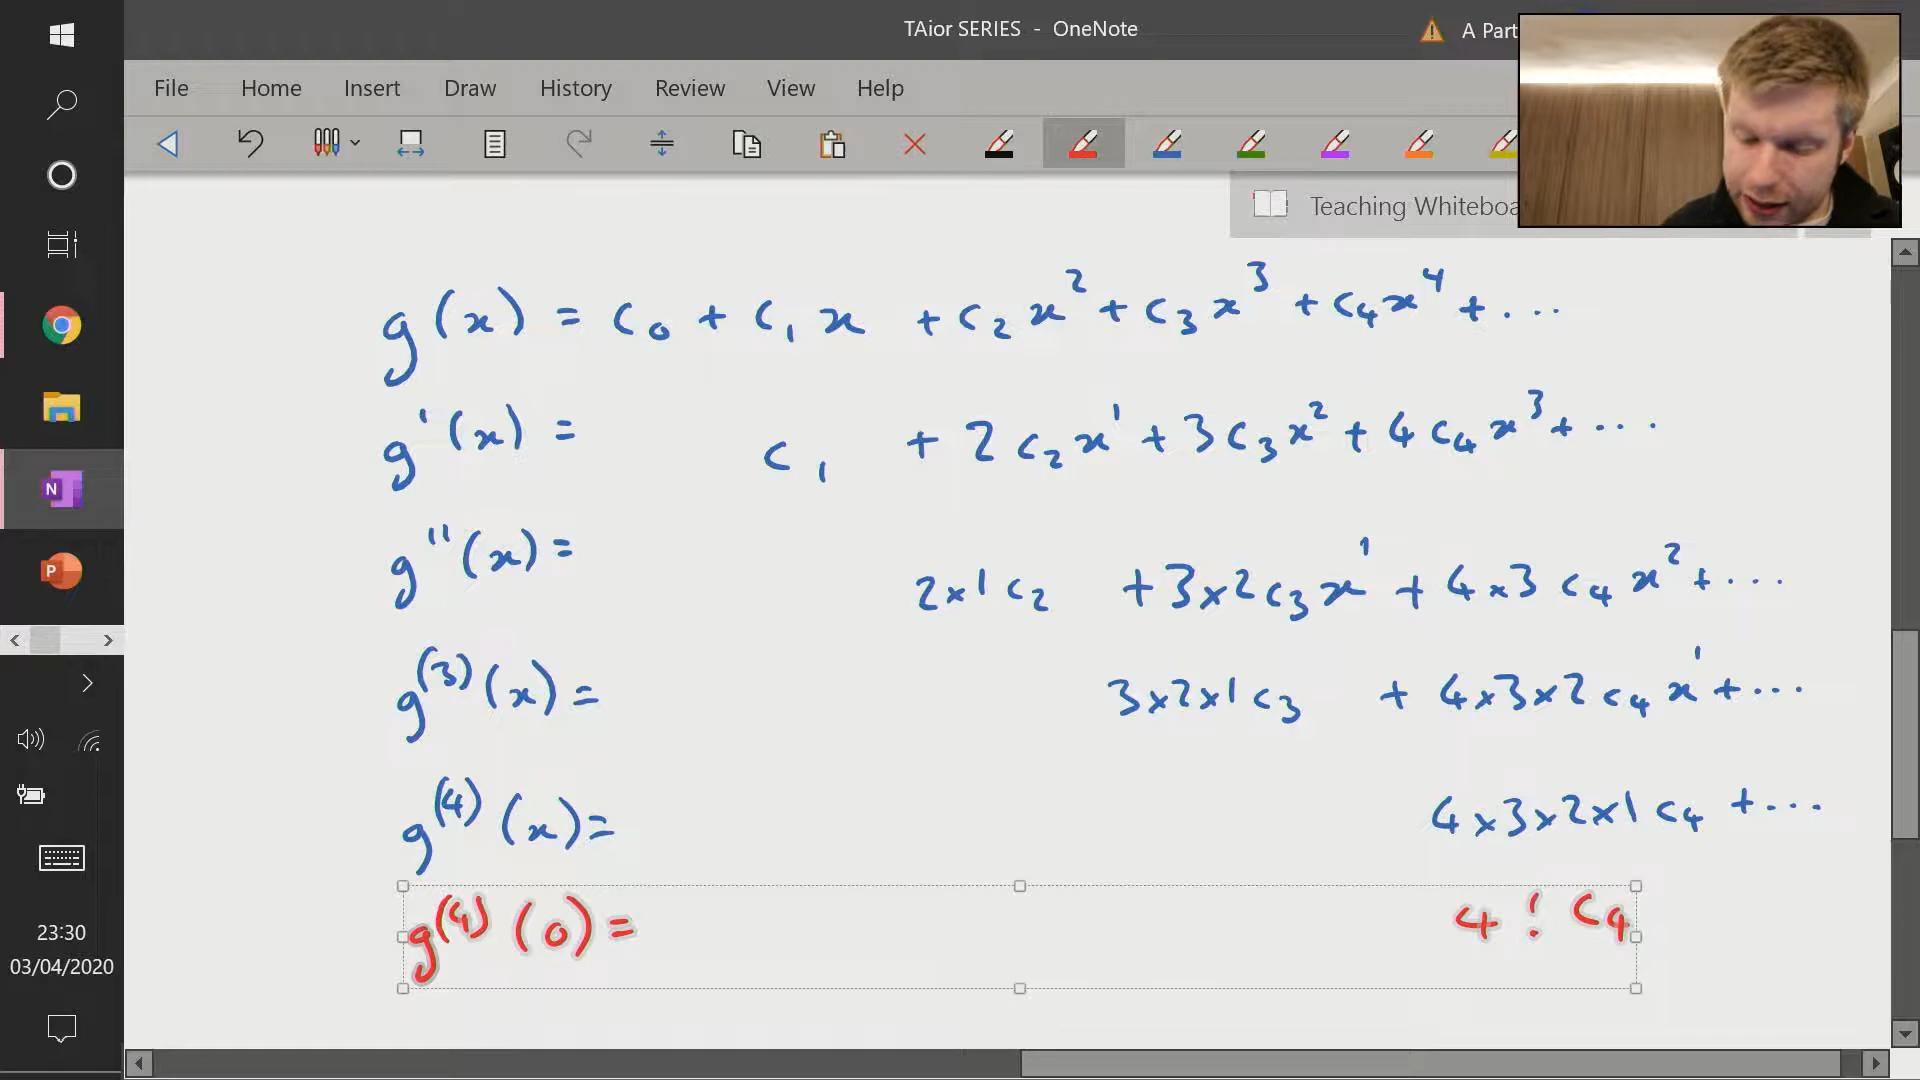 TAior SERIES - OneNote
A Part
File Home Insert Draw History Review View Help
Teaching Whiteboa
g(x) = c₀ + c₁x + c₂x² + c₃x³ + c₄x⁴ + ...
g'(x) = c₁ + 2c₂x¹ + 3c₃x² + 4c₄x³ + ...
g''(x) = 2×1c₂ + 3×2c₃x¹ + 4×3c₄x² + ...
g⁽³⁾(x) = 3×2×1c₃ + 4×3×2c₄x¹ + ...
g⁽⁴⁾(x) = 4×3×2×1c₄ + ...
g⁽⁴⁾(0) = 4! c₄
N
P
23:30
03/04/2020